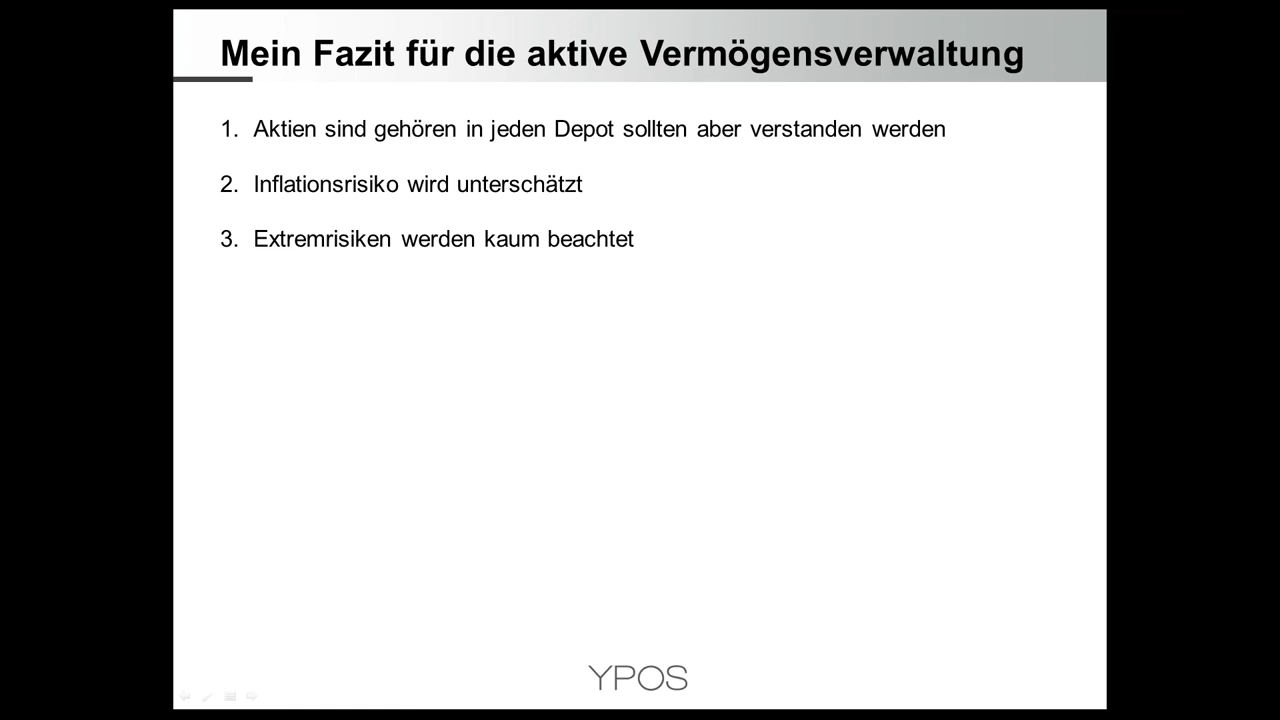 Mein Fazit für die aktive Vermögensverwaltung
1. Aktien sind gehören in jeden Depot sollten aber verstanden werden
2. Inflationsrisiko wird unterschätzt
3. Extremrisiken werden kaum beachtet
YPOS